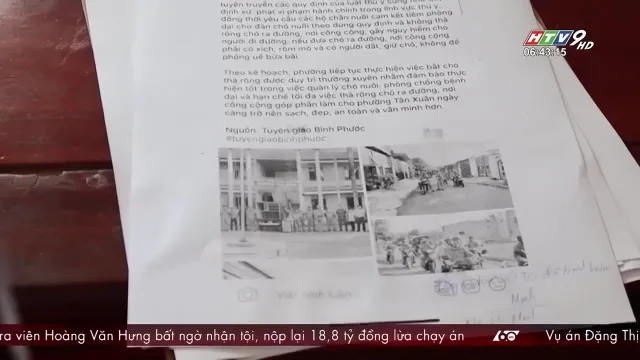 tuyên truyền các quy định của luật thú y cũng như
định xử phạt vi phạm hành chính trong lĩnh vực thú y,
đồng thời yêu cầu các hộ chăn nuôi cam kết tiêm phòng
dại cho đàn chó nuôi theo đúng quy định và không thả
rông chó ra đường, nơi công cộng, gây nguy hiểm cho
người đi đường; nếu đưa chó ra đường, nơi công cộng
phải có xích, rọm mỏ và có người dắt, giữ chó, không để
phóng uế bừa bãi.
Theo kế hoạch, phường tiếp tục thực hiện việc bắt chó
thả rông được duy trì thường xuyên nhằm đảm bảo thực
hiện tốt trong việc quản lý chó nuôi, phòng chống bệnh
dại và hạn chế tối đa việc thả rông chó ra đường, nơi
công cộng góp phần làm cho phường Tân Xuân ngày
càng trở nên sạch, đẹp, an toàn và văn minh hơn.
Nguồn: Tuyên giáo Bình Phước
#tuyengiaobinhphuoc
HTV9 HD
06:43:15
Viết bình luận
ra viên Hoàng Văn Hưng bất ngờ nhận tội, nộp lại 18,8 tỷ đồng lừa chạy án
60
Vụ án Đặng Thị